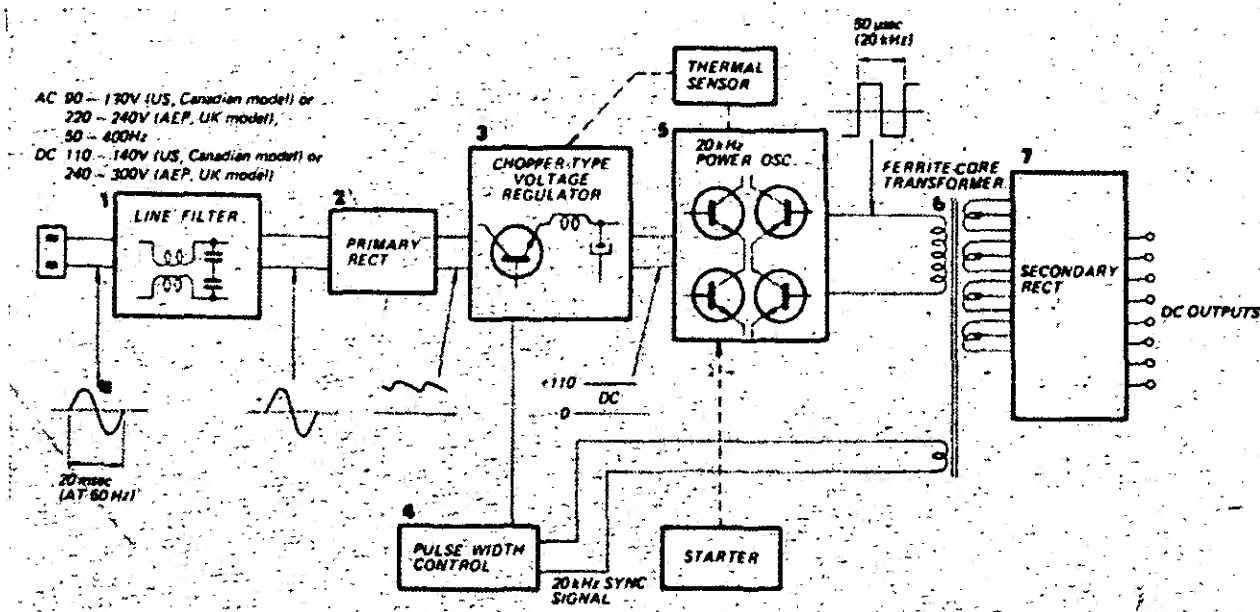 AC 90 – 130V (US, Canadian model) or
220 – 240V (AEP, UK model),
50 – 400Hz
DC 110 – 140V (US, Canadian model) or
240 – 300V (AEP, UK model)
1
LINE FILTER
20 msec
(AT 60 Hz)
2
PRIMARY
RECT
3
CHOPPER-TYPE
VOLTAGE
REGULATOR
+110
DC
0
THERMAL
SENSOR
5
20 kHz
POWER OSC.
50 μsec
(20 kHz)
FERRITE-CORE
TRANSFORMER
6
7
SECONDARY
RECT
DC OUTPUTS
4
PULSE WIDTH
CONTROL
20 kHz SYNC
SIGNAL
STARTER